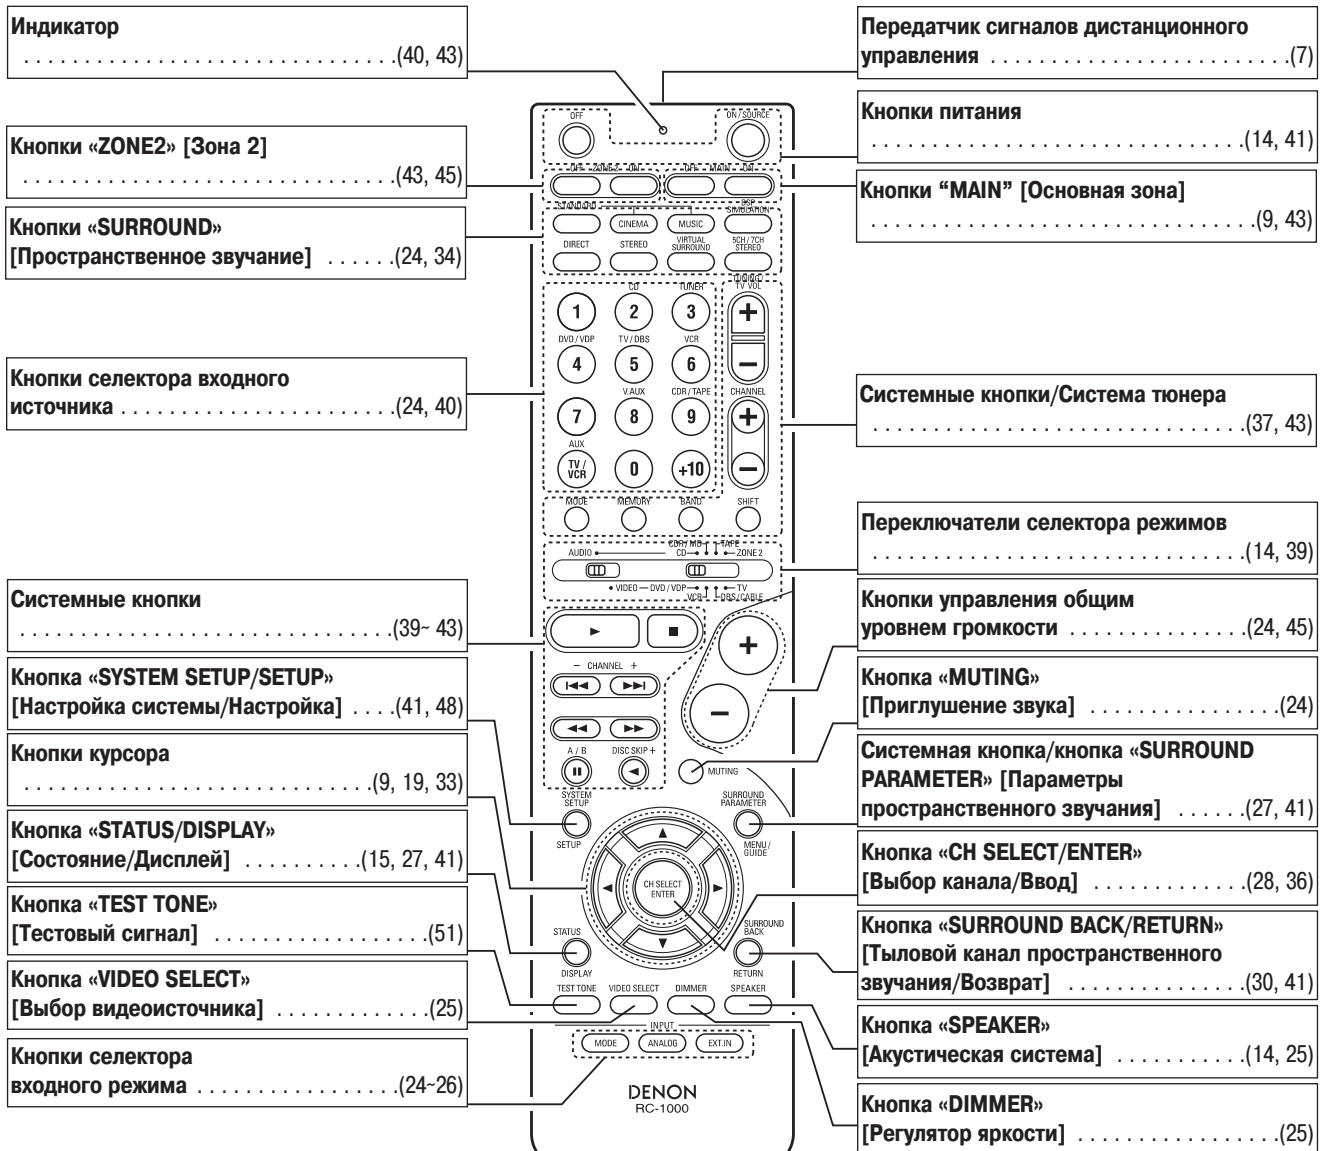 Индикатор
. . . . . . . . . . . . . . . . . . . . . . . . . . . . . . .(40, 43)
Кнопки «ZONE2» [Зона 2]
. . . . . . . . . . . . . . . . . . . . . . . . . . . . . . .(43, 45)
Кнопки «SURROUND»
[Пространственное звучание] . . . . . .(24, 34)
Кнопки селектора входного
источника . . . . . . . . . . . . . . . . . . . . . . .(24, 40)
Системные кнопки
. . . . . . . . . . . . . . . . . . . . . . . . . . . . . . .(39~ 43)
Кнопка «SYSTEM SETUP/SETUP»
[Настройка системы/Настройка] . . . .(41, 48)
Кнопки курсора
. . . . . . . . . . . . . . . . . . . . . . . . . . . . .(9, 19, 33)
Кнопка «STATUS/DISPLAY»
[Состояние/Дисплей] . . . . . . . . . .(15, 27, 41)
Кнопка «TEST TONE»
[Тестовый сигнал] . . . . . . . . . . . . . . . . . .(51)
Кнопка «VIDEO SELECT»
[Выбор видеоисточника] . . . . . . . . . . . . .(25)
Кнопки селектора
входного режима . . . . . . . . . . . . . . . . .(24~26)
OFF
ON / SOURCE
OFF ZONE2 ON
OFF MAIN ON
STANDARD
CINEMA
MUSIC
DSP
SIMULATION
DIRECT
STEREO
VIRTUAL
SURROUND
5CH / 7CH
STEREO
CD
TUNER
TUNING /
TV VOL
1
2
3
+
DVD / VDP
TV / DBS
VCR
4
5
6
–
V.AUX
CDR / TAPE
CHANNEL
7
8
9
+
AUX
TV /
VCR
0
+10
–
MODE
MEMORY
BAND
SHIFT
CDR / MD
TAPE
AUDIO
CD
ZONE 2
VIDEO
DVD / VDP
TV
VCR
DBS/CABLE
– CHANNEL +
+
–
A / B
DISC SKIP +
MUTING
SYSTEM
SETUP
SURROUND
PARAMETER
SETUP
MENU /
GUIDE
CH SELECT
ENTER
STATUS
SURROUND
BACK
DISPLAY
RETURN
TEST TONE
VIDEO SELECT
DIMMER
SPEAKER
INPUT
MODE
ANALOG
EXT.IN
DENON
RC-1000
Передатчик сигналов дистанционного
управления . . . . . . . . . . . . . . . . . . . . . . . . .(7)
Кнопки питания
. . . . . . . . . . . . . . . . . . . . . . . . . . . . . . .(14, 41)
Кнопки “MAIN” [Основная зона]
. . . . . . . . . . . . . . . . . . . . . . . . . . . . . . . .(9, 43)
Системные кнопки/Система тюнера
. . . . . . . . . . . . . . . . . . . . . . . . . . . . . . .(37, 43)
Переключатели селектора режимов
. . . . . . . . . . . . . . . . . . . . . . . . . . . . . . .(14, 39)
Кнопки управления общим
уровнем громкости . . . . . . . . . . . . . . .(24, 45)
Кнопка «MUTING»
[Приглушение звука] . . . . . . . . . . . . . . . .(24)
Системная кнопка/кнопка «SURROUND
PARAMETER» [Параметры
пространственного звучания] . . . . . .(27, 41)
Кнопка «CH SELECT/ENTER»
[Выбор канала/Ввод] . . . . . . . . . . . . .(28, 36)
Кнопка «SURROUND BACK/RETURN»
[Тыловой канал пространственного
звучания/Возврат] . . . . . . . . . . . . . . .(30, 41)
Кнопка «SPEAKER»
[Акустическая система] . . . . . . . . . . .(14, 25)
Кнопка «DIMMER»
[Регулятор яркости] . . . . . . . . . . . . . . . . .(25)